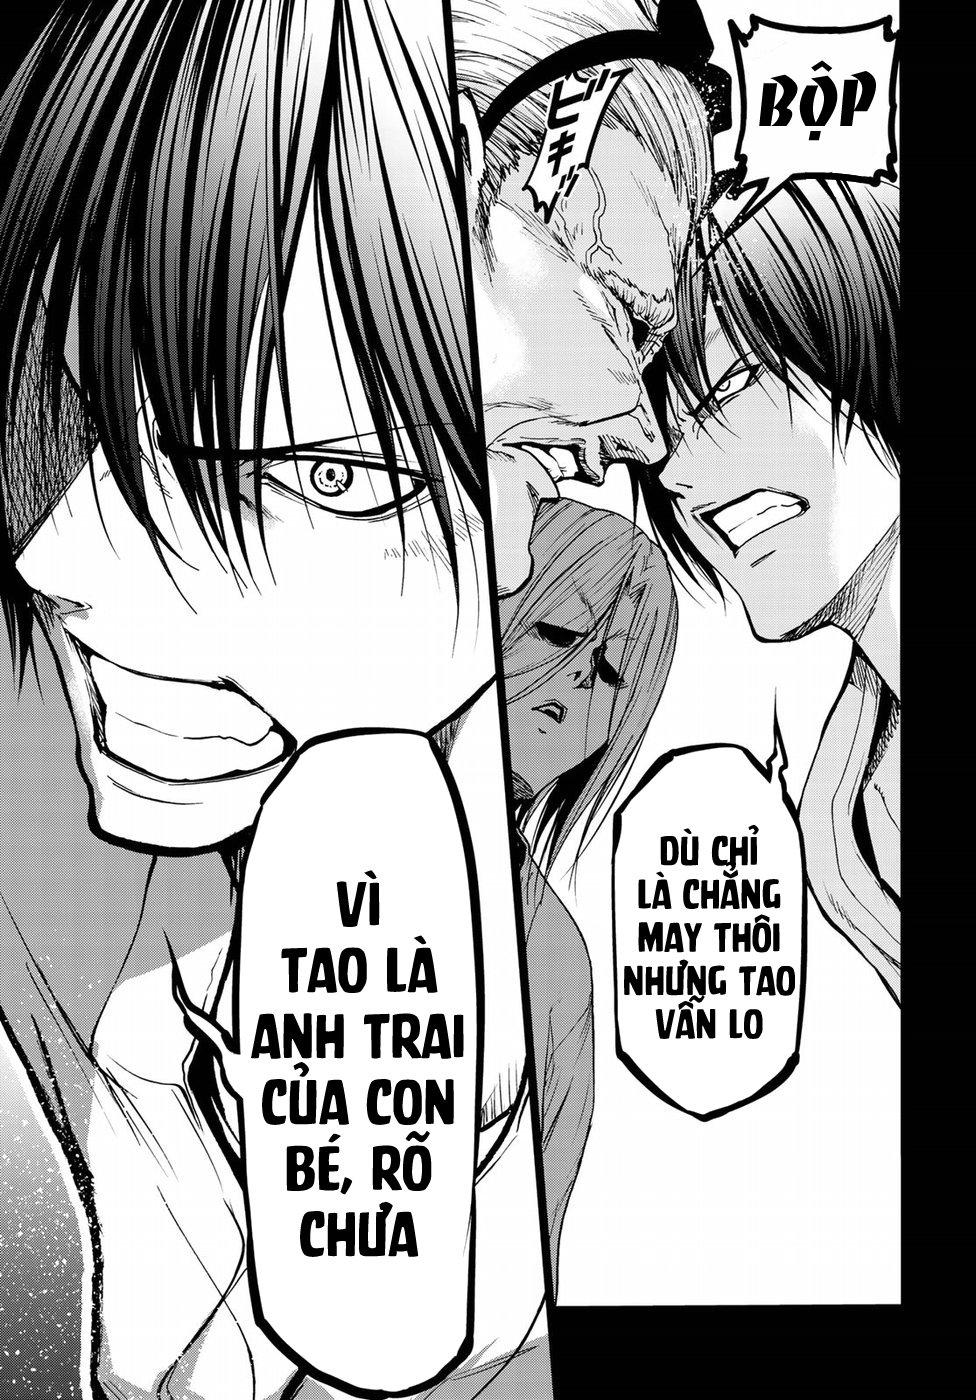 BỘP
ビキッ
DÙ CHỈ
LÀ CHẲNG
MAY THÔI
NHƯNG TAO
VẪN LO
VÌ
TAO LÀ
ANH TRAI
CỦA CON
BÉ, RÕ
CHƯA